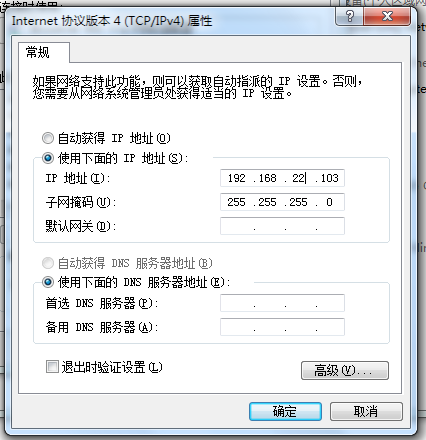 Internet 协议版本 4 (TCP/IPv4) 属性
常规
如果网络支持此功能，则可以获取自动指派的 IP 设置。否则，
您需要从网络系统管理员处获得适当的 IP 设置。
自动获得 IP 地址(O)
使用下面的 IP 地址(S):
IP 地址(I): 192 .168 .22 .103
子网掩码(U): 255 .255 .255 . 0
默认网关(D): . . .
自动获得 DNS 服务器地址(B)
使用下面的 DNS 服务器地址(E):
首选 DNS 服务器(P): . . .
备用 DNS 服务器(A): . . .
退出时验证设置(L)
高级(V)...
确定 取消